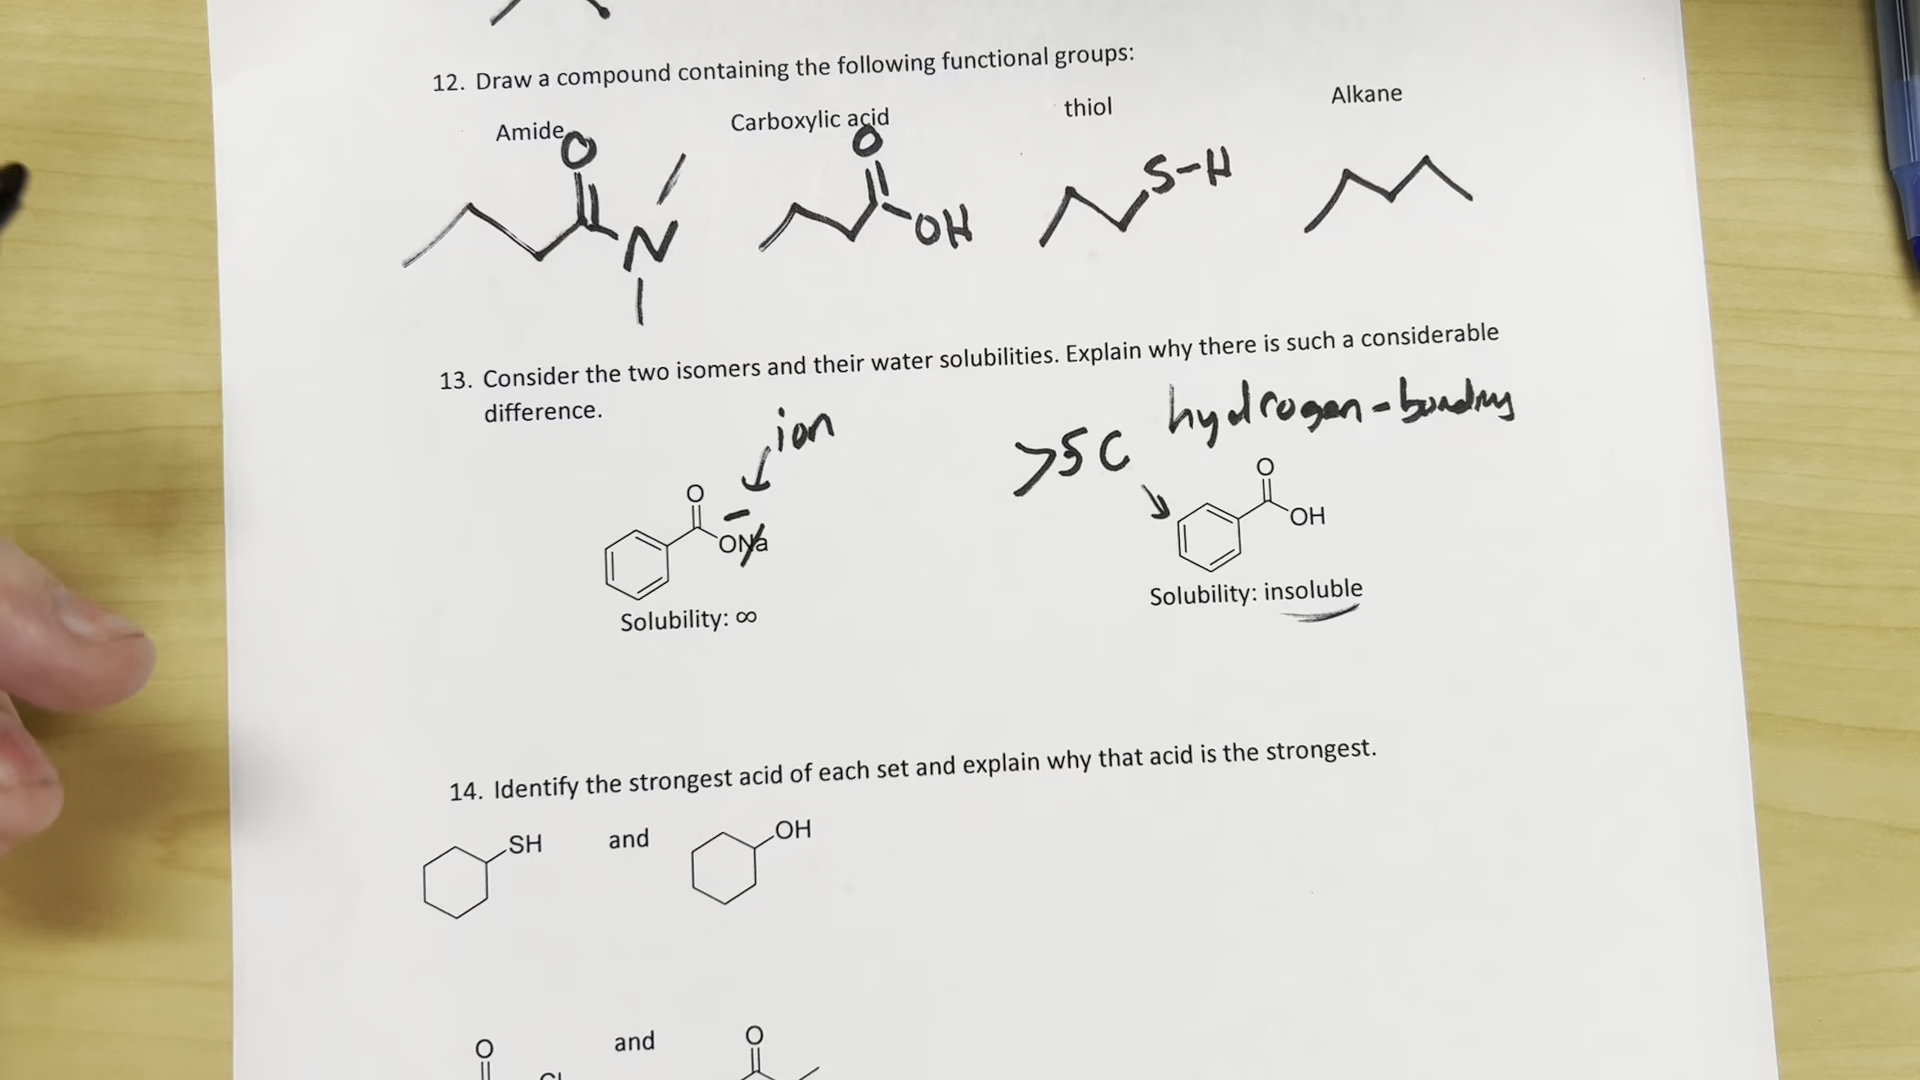 12. Draw a compound containing the following functional groups:
Amide Carboxylic acid thiol Alkane
O O S-H
N OH
13. Consider the two isomers and their water solubilities. Explain why there is such a considerable
difference.
ion >5C hydrogen-bonding
O O
ONa OH
Solubility: ∞ Solubility: insoluble
14. Identify the strongest acid of each set and explain why that acid is the strongest.
SH and OH
O and O